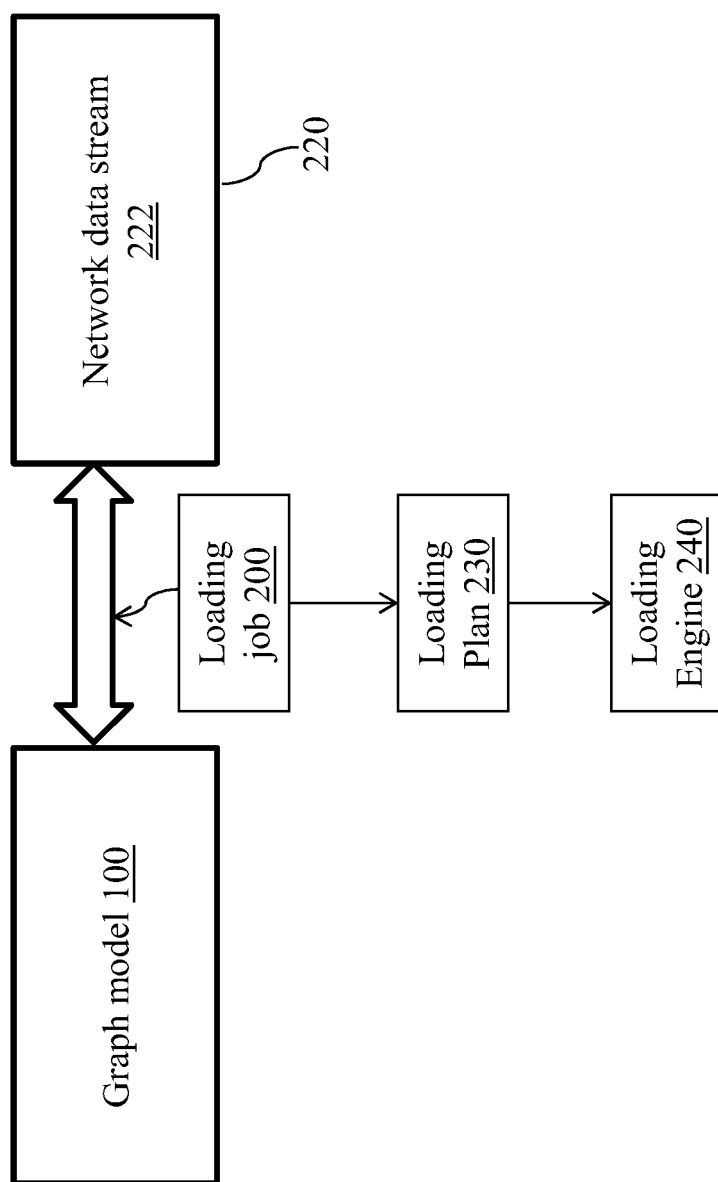 Graph model 100
Network data stream
222
220
Loading
job 200
Loading
Plan 230
Loading
Engine 240